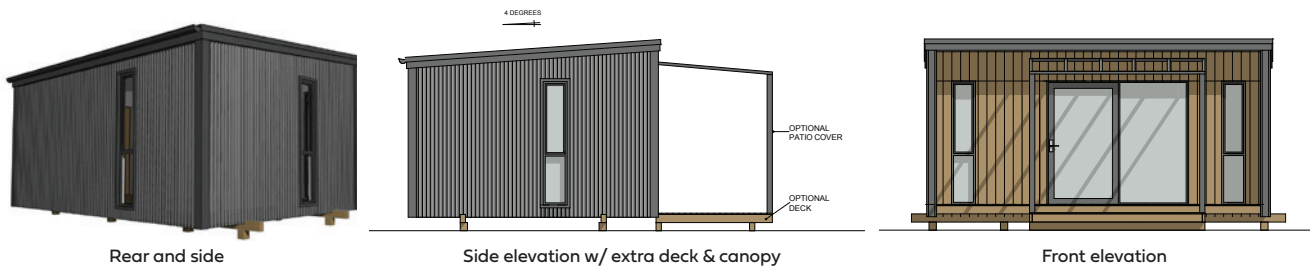 4 DEGREES
OPTIONAL
PATIO COVER
OPTIONAL
DECK
Rear and side
Side elevation w/ extra deck & canopy
Front elevation